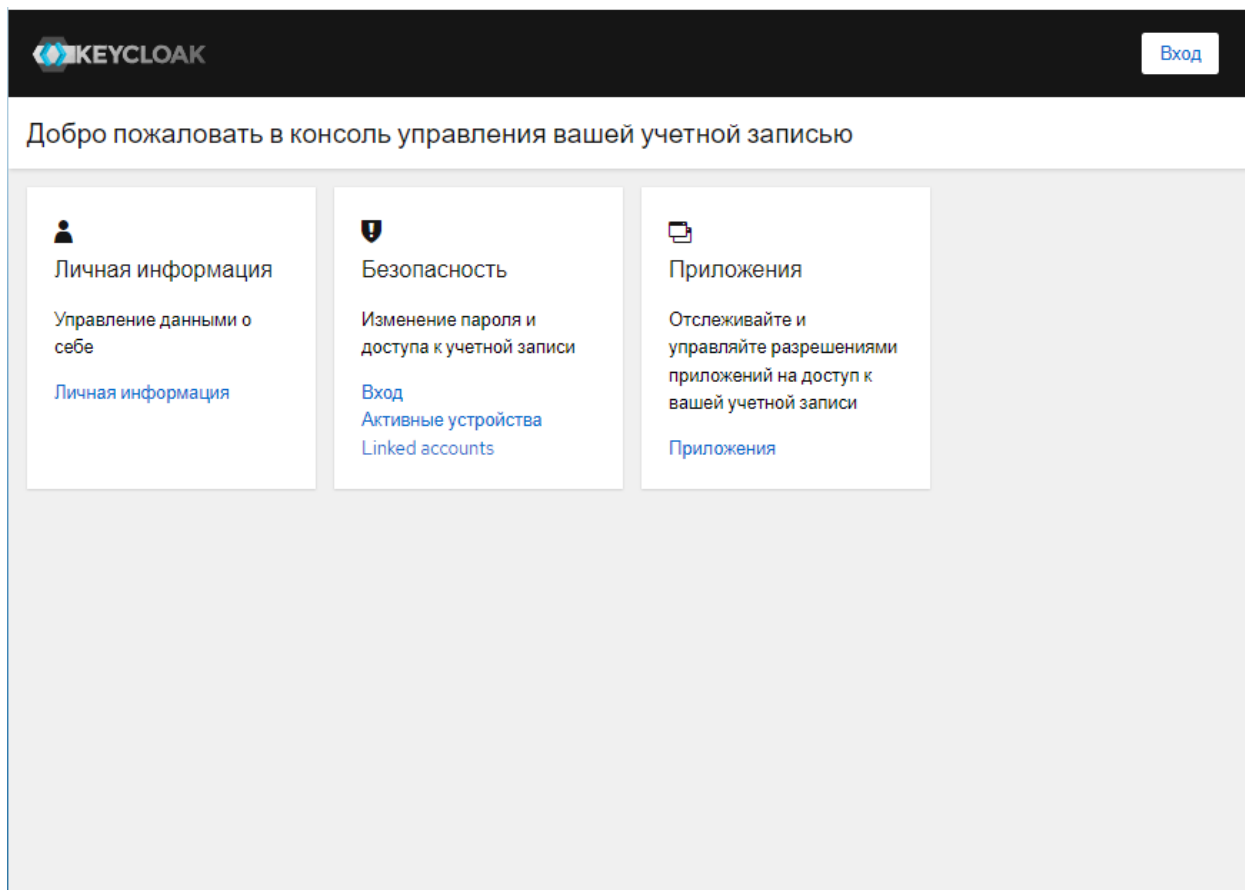 KEYCLOAK
Вход
Добро пожаловать в консоль управления вашей учетной записью
Личная информация
Управление данными о
себе
Личная информация
Безопасность
Изменение пароля и
доступа к учетной записи
Вход
Активные устройства
Linked accounts
Приложения
Отслеживайте и
управляйте разрешениями
приложений на доступ к
вашей учетной записи
Приложения